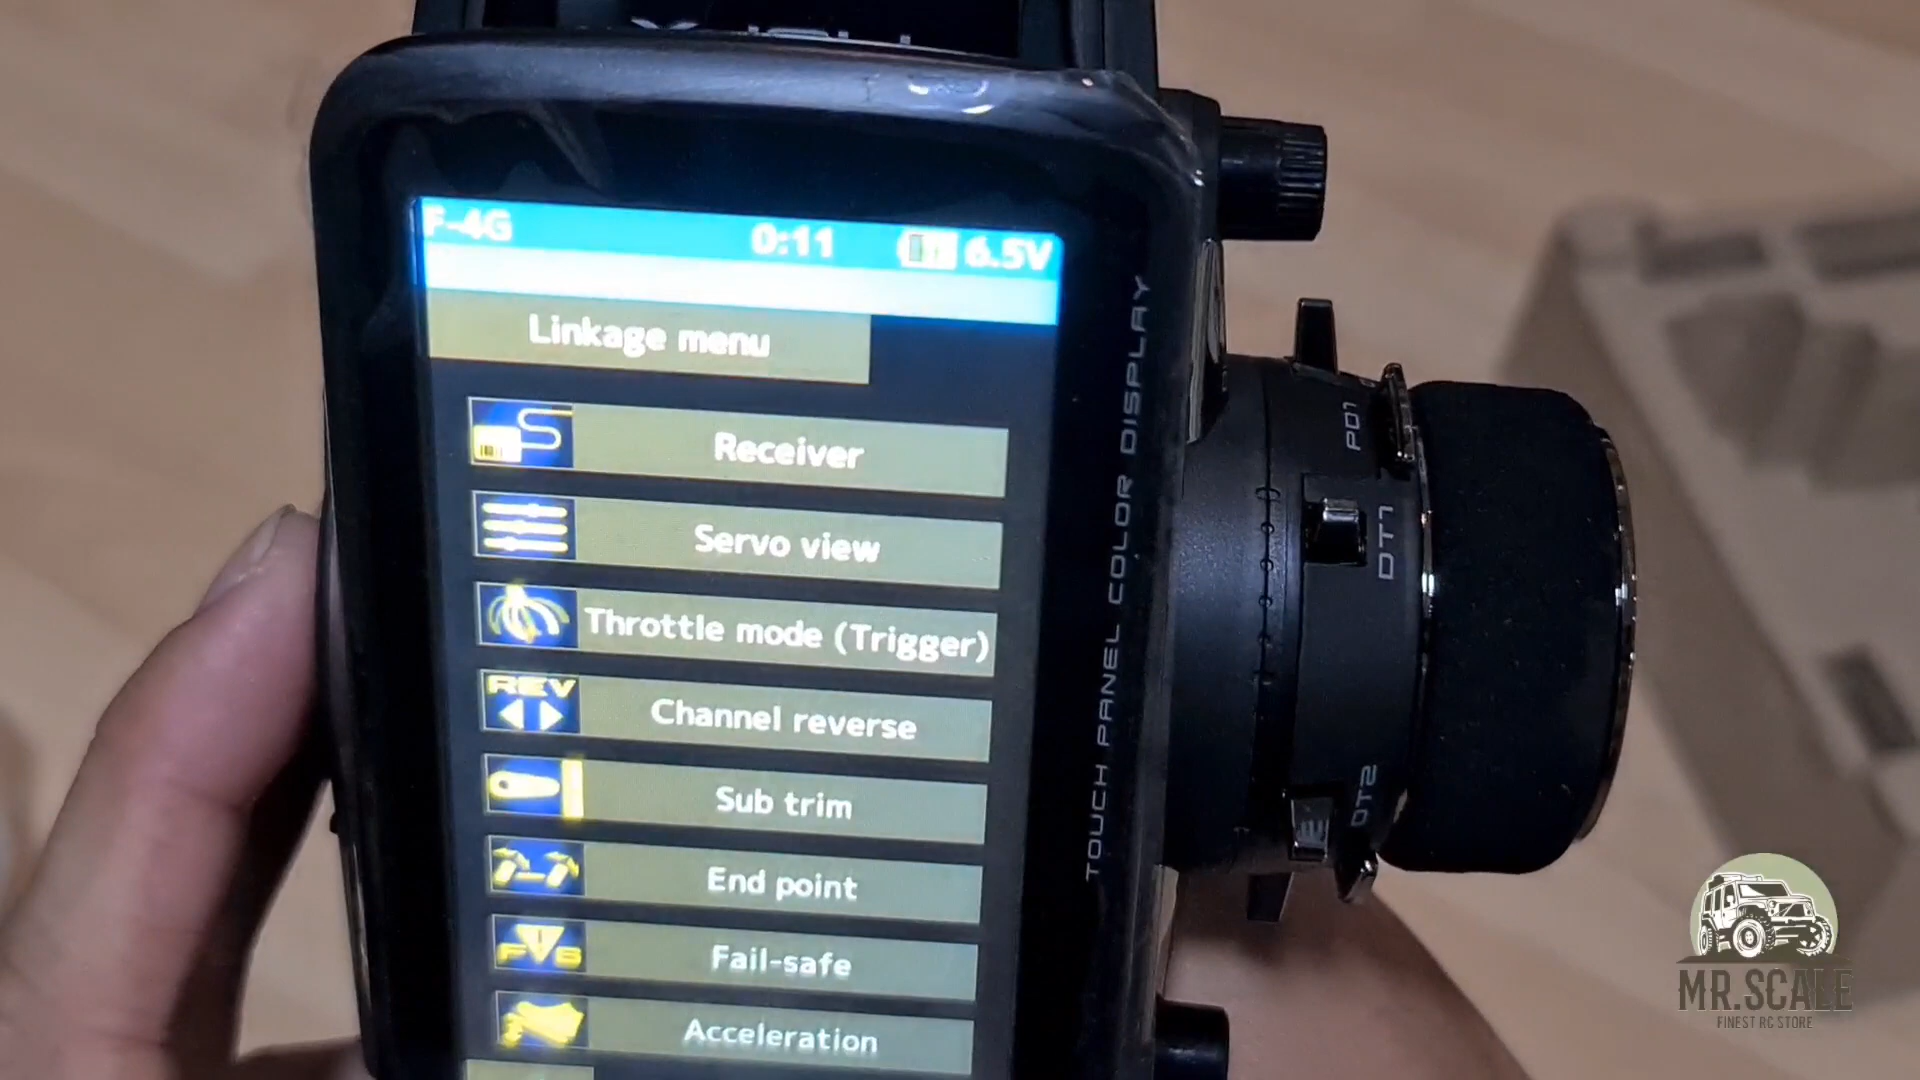 F-4G 0:11 6.5V
Linkage menu
Receiver
Servo view
Throttle mode (Trigger)
REV
Channel reverse
Sub trim
End point
Fail-safe
Acceleration
TOUCH PANEL COLOR DISPLAY
PD1
DT1
DT2
MR.SCALE
FINEST RC STORE